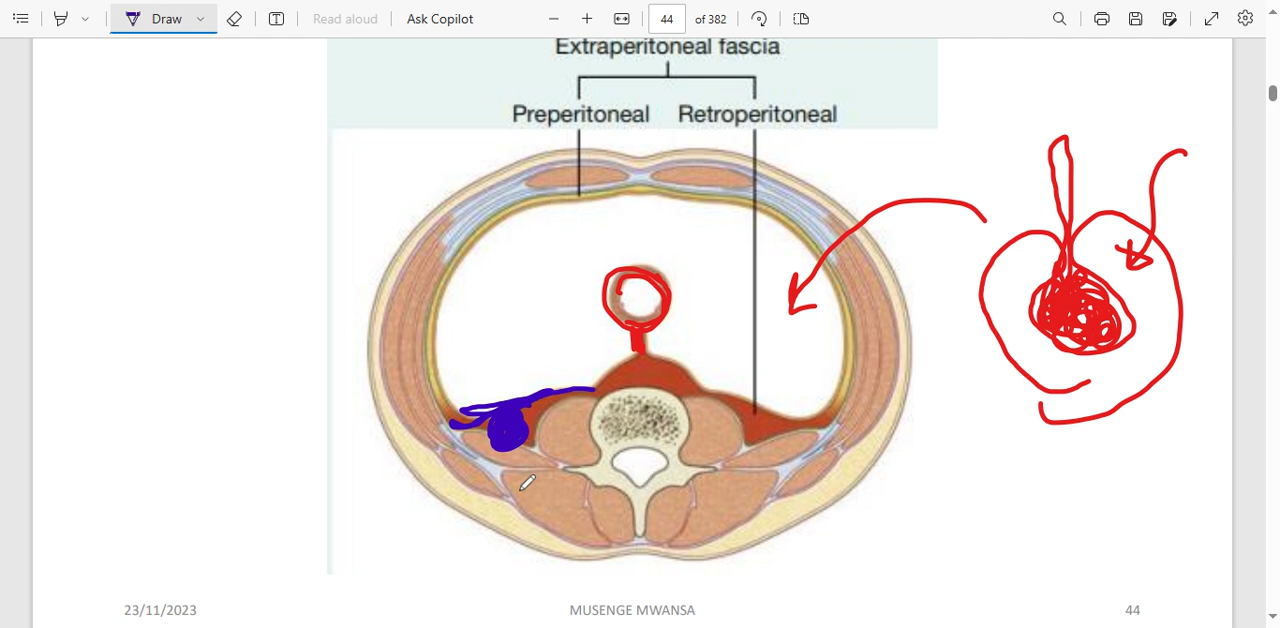 Draw
Read aloud
Ask Copilot
44
of 382
Extraperitoneal fascia
Preperitoneal
Retroperitoneal
23/11/2023
MUSENGE MWANSA
44